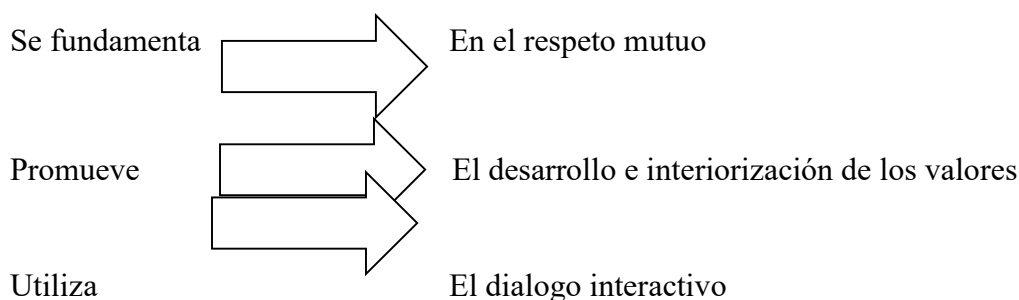 Se fundamenta En el respeto mutuo
Promueve El desarrollo e interiorización de los valores
Utiliza El dialogo interactivo